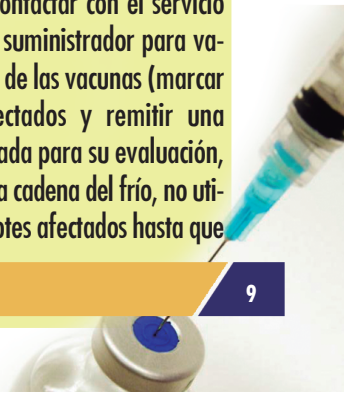 ontactar con el servicio
suministrador para va-
de las vacunas (marcar
ectados y remitir una
ada para su evaluación,
a cadena del frío, no uti-
otes afectados hasta que
9